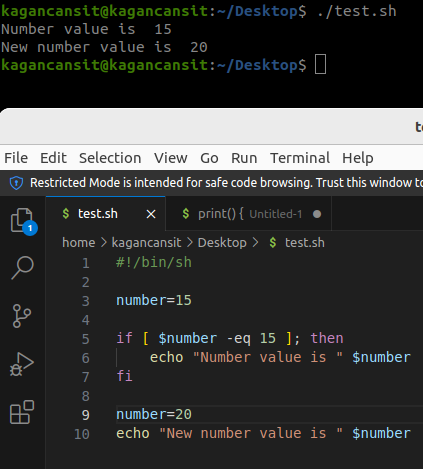 kagancansit@kagancansit:~/Desktop$ ./test.sh
Number value is  15
New number value is  20
kagancansit@kagancansit:~/Desktop$
File Edit Selection View Go Run Terminal Help
Restricted Mode is intended for safe code browsing. Trust this window to
$ test.sh × $ print() { Untitled-1 ●
home > kagancansit > Desktop > $ test.sh
1 #!/bin/sh
2
3 number=15
4
5 if [ $number -eq 15 ]; then
6     echo "Number value is " $number
7 fi
8
9 number=20
10 echo "New number value is " $number
1